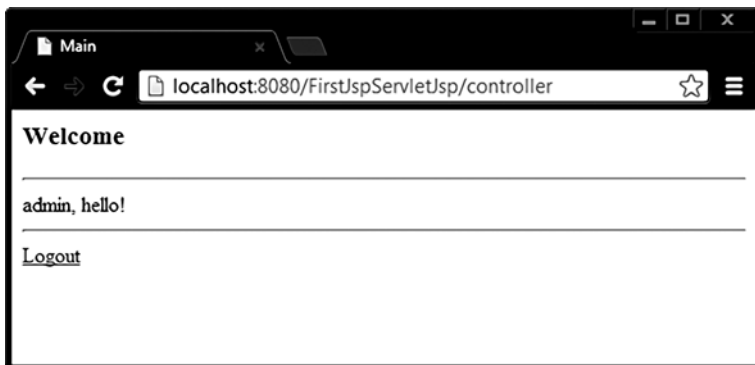 Main
localhost:8080/FirstJspServletJsp/controller
Welcome
admin, hello!
Logout